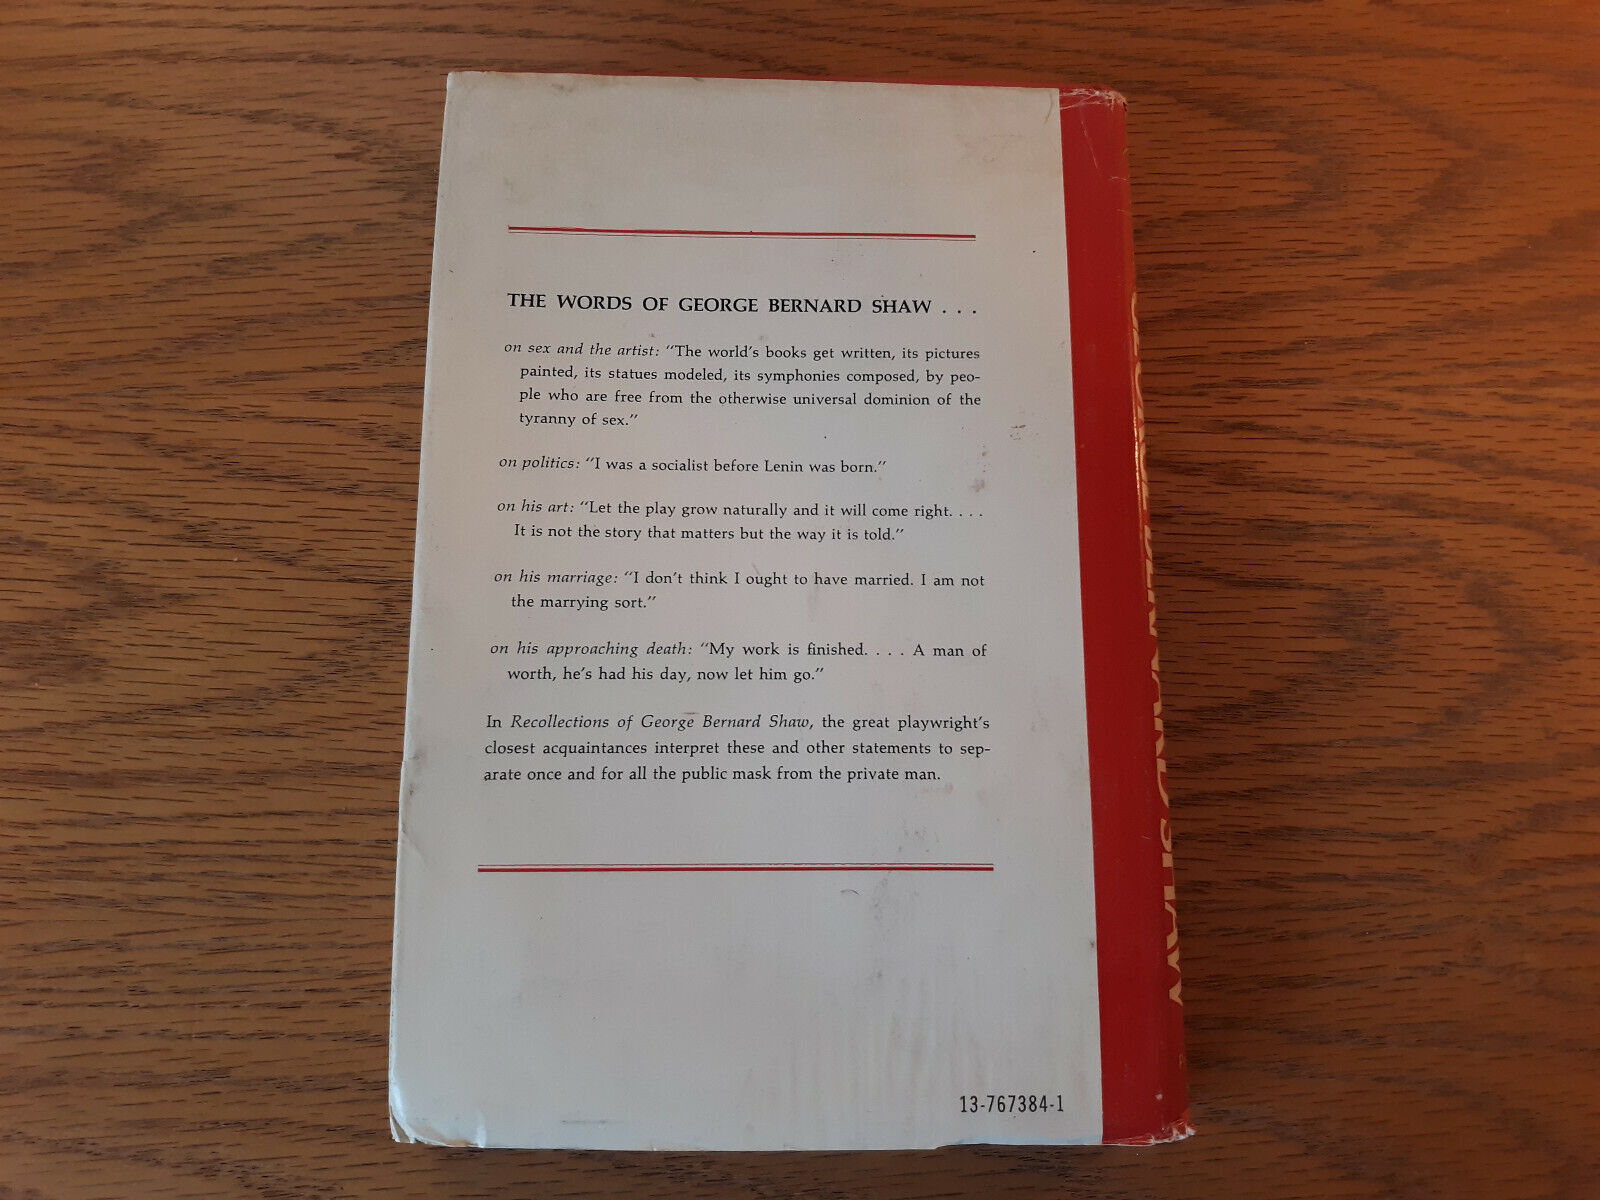 THE WORDS OF GEORGE BERNARD SHAW . . .
on sex and the artist: "The world's books get written, its pictures
painted, its statues modeled, its symphonies composed, by peo-
ple who are free from the otherwise universal dominion of the
tyranny of sex."
on politics: "I was a socialist before Lenin was born."
on his art: "Let the play grow naturally and it will come right. . . .
It is not the story that matters but the way it is told."
on his marriage: "I don't think I ought to have married. I am not
the marrying sort."
on his approaching death: "My work is finished. . . . A man of
worth, he's had his day, now let him go."
In Recollections of George Bernard Shaw, the great playwright's
closest acquaintances interpret these and other statements to sep-
arate once and for all the public mask from the private man.
13-767384-1
GEORGE BERNARD SHAW